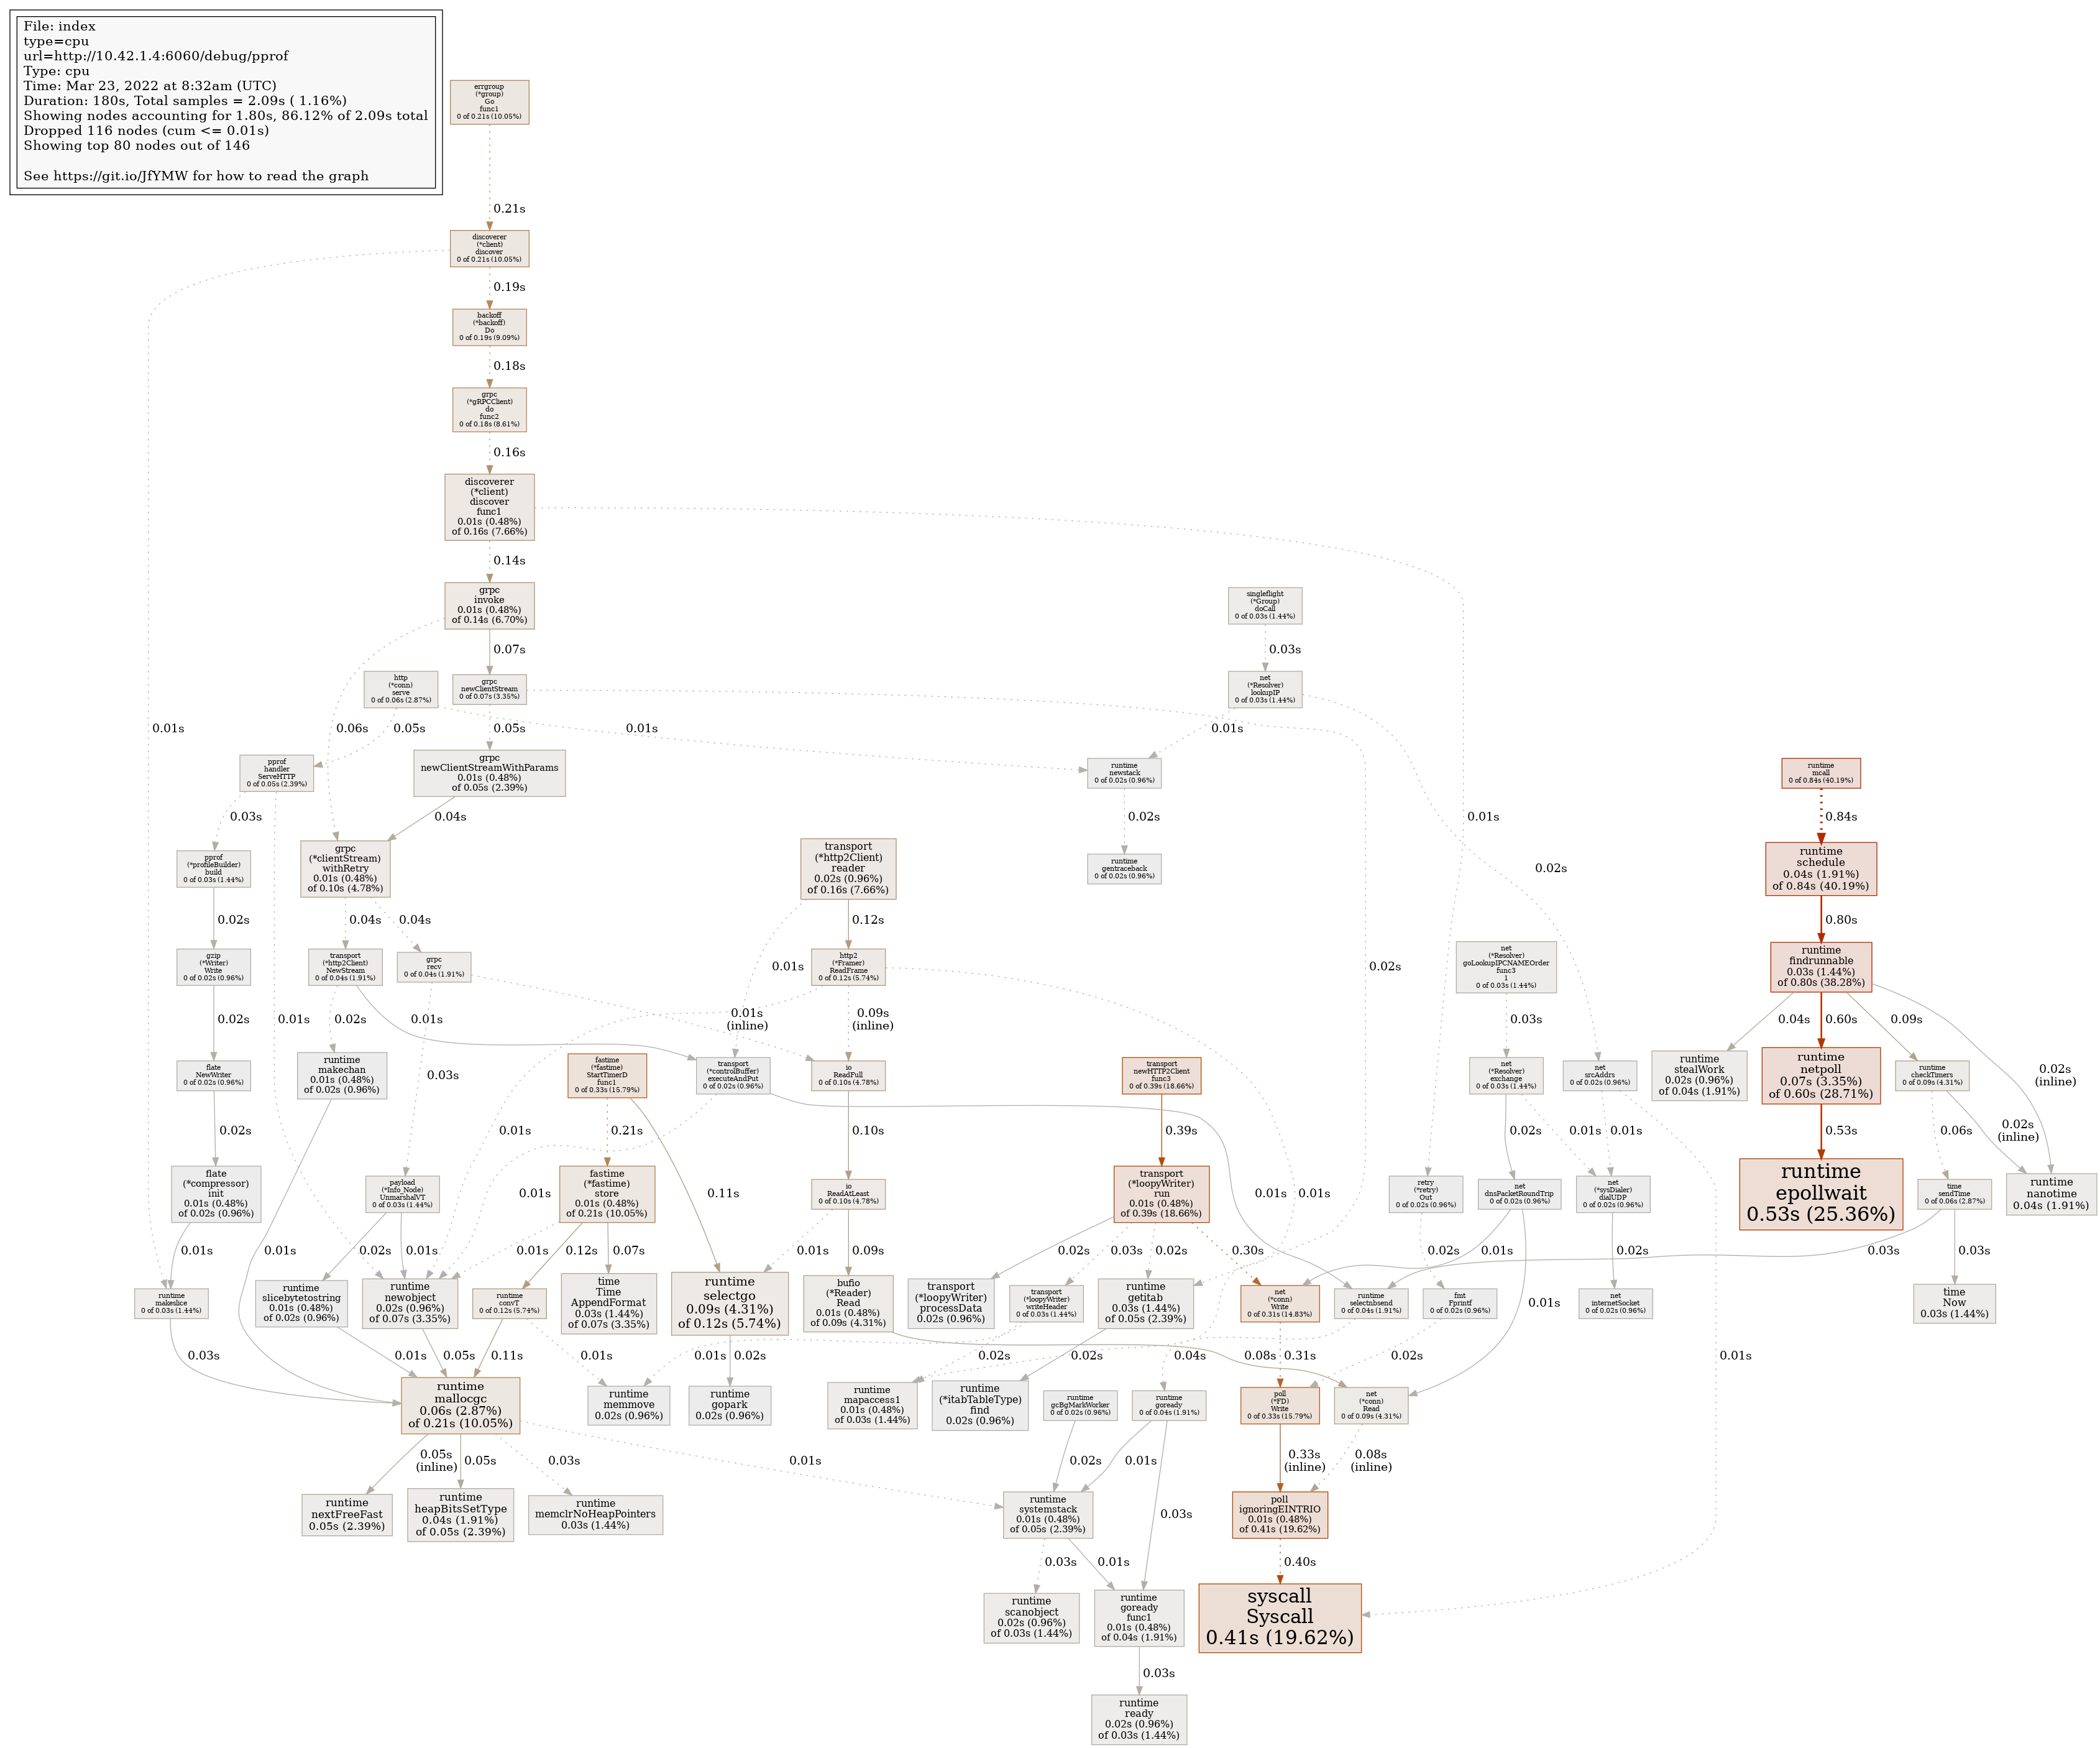 File: index
type=cpu
url=http://10.42.1.4:6060/debug/pprof
Type: cpu
Time: Mar 23, 2022 at 8:32am (UTC)
Duration: 180s, Total samples = 2.09s ( 1.16%)
Showing nodes accounting for 1.80s, 86.12% of 2.09s total
Dropped 116 nodes (cum <= 0.01s)
Showing top 80 nodes out of 146
See https://git.io/JfYMW for how to read the graph
errgroup
(*group)
Go
func1
0 of 0.21s (10.05%)
0.21s
discoverer
(*client)
discover
0 of 0.21s (10.05%)
0.19s
backoff
(*backoff)
Do
0 of 0.19s (9.09%)
0.18s
grpc
(*gRPCClient)
do
func2
0 of 0.18s (8.61%)
0.16s
discoverer
(*client)
discover
func1
0.01s (0.48%)
of 0.16s (7.66%)
0.14s
grpc
invoke
0.01s (0.48%)
of 0.14s (6.70%)
singleflight
(*Group)
doCall
0 of 0.03s (1.44%)
0.07s
0.03s
http
(*conn)
serve
0 of 0.06s (2.87%)
grpc
newClientStream
0 of 0.07s (3.35%)
net
(*Resolver)
lookupIP
0 of 0.03s (1.44%)
0.01s
0.06s
0.05s
0.05s
0.01s
0.01s
pprof
handler
ServeHTTP
0 of 0.05s (2.39%)
grpc
newClientStreamWithParams
0.01s (0.48%)
of 0.05s (2.39%)
runtime
newstack
0 of 0.02s (0.96%)
runtime
mcall
0 of 0.84s (40.19%)
0.03s
0.04s
0.02s
0.01s
0.84s
pprof
(*profileBuilder)
build
0 of 0.03s (1.44%)
grpc
(*clientStream)
withRetry
0.01s (0.48%)
of 0.10s (4.78%)
transport
(*http2Client)
reader
0.02s (0.96%)
of 0.16s (7.66%)
runtime
gentraceback
0 of 0.02s (0.96%)
0.02s
runtime
schedule
0.04s (1.91%)
of 0.84s (40.19%)
0.02s
0.04s
0.04s
0.12s
0.80s
gzip
(*Writer)
Write
0 of 0.02s (0.96%)
transport
(*http2Client)
NewStream
0 of 0.04s (1.91%)
grpc
recv
0 of 0.04s (1.91%)
0.01s
http2
(*Framer)
ReadFrame
0 of 0.12s (5.74%)
0.02s
net
(*Resolver)
goLookupIPCNAMEOrder
func3
1
0 of 0.03s (1.44%)
runtime
findrunnable
0.03s (1.44%)
of 0.80s (38.28%)
0.02s
0.01s
0.02s
0.01s
0.01s
(inline)
0.09s
(inline)
0.03s
0.04s
0.60s
0.09s
0.02s
(inline)
flate
NewWriter
0 of 0.02s (0.96%)
runtime
makechan
0.01s (0.48%)
of 0.02s (0.96%)
0.03s
fastime
(*fastime)
StartTimerD
func1
0 of 0.33s (15.79%)
transport
(*controlBuffer)
executeAndPut
0 of 0.02s (0.96%)
io
ReadFull
0 of 0.10s (4.78%)
transport
newHTTP2Client
func3
0 of 0.39s (18.66%)
net
(*Resolver)
exchange
0 of 0.03s (1.44%)
net
srcAddrs
0 of 0.02s (0.96%)
runtime
stealWork
0.02s (0.96%)
of 0.04s (1.91%)
runtime
netpoll
0.07s (3.35%)
of 0.60s (28.71%)
runtime
checkTimers
0 of 0.09s (4.31%)
0.02s
0.01s
0.21s
0.10s
0.39s
0.02s
0.01s
0.01s
0.53s
0.06s
0.02s
(inline)
flate
(*compressor)
init
0.01s (0.48%)
of 0.02s (0.96%)
payload
(*Info_Node)
UnmarshalVT
0 of 0.03s (1.44%)
0.01s
fastime
(*fastime)
store
0.01s (0.48%)
of 0.21s (10.05%)
0.11s
io
ReadAtLeast
0 of 0.10s (4.78%)
transport
(*loopyWriter)
run
0.01s (0.48%)
of 0.39s (18.66%)
0.01s
0.01s
retry
(*retry)
Out
0 of 0.02s (0.96%)
net
dnsPacketRoundTrip
0 of 0.02s (0.96%)
net
(*sysDialer)
dialUDP
0 of 0.02s (0.96%)
runtime
epollwait
0.53s (25.36%)
time
sendTime
0 of 0.06s (2.87%)
runtime
nanotime
0.04s (1.91%)
0.01s
0.01s
0.02s
0.01s
0.01s
0.12s
0.07s
0.01s
0.09s
0.02s
0.03s
0.02s
0.30s
0.02s
0.01s
0.02s
0.03s
0.03s
runtime
makeslice
0 of 0.03s (1.44%)
runtime
slicebytetostring
0.01s (0.48%)
of 0.02s (0.96%)
runtime
newobject
0.02s (0.96%)
of 0.07s (3.35%)
runtime
convT
0 of 0.12s (5.74%)
time
Time
AppendFormat
0.03s (1.44%)
of 0.07s (3.35%)
runtime
selectgo
0.09s (4.31%)
of 0.12s (5.74%)
bufio
(*Reader)
Read
0.01s (0.48%)
of 0.09s (4.31%)
transport
(*loopyWriter)
processData
0.02s (0.96%)
transport
(*loopyWriter)
writeHeader
0 of 0.03s (1.44%)
runtime
getitab
0.03s (1.44%)
of 0.05s (2.39%)
net
(*conn)
Write
0 of 0.31s (14.83%)
runtime
selectnbsend
0 of 0.04s (1.91%)
fmt
Fprintf
0 of 0.02s (0.96%)
0.01s
net
internetSocket
0 of 0.02s (0.96%)
time
Now
0.03s (1.44%)
0.03s
0.01s
0.05s
0.11s
0.01s
0.01s
0.02s
0.02s
0.02s
0.04s
0.08s
0.31s
0.02s
0.01s
runtime
mallocgc
0.06s (2.87%)
of 0.21s (10.05%)
runtime
memmove
0.02s (0.96%)
runtime
gopark
0.02s (0.96%)
runtime
mapaccess1
0.01s (0.48%)
of 0.03s (1.44%)
runtime
(*itabTableType)
find
0.02s (0.96%)
runtime
gcBgMarkWorker
0 of 0.02s (0.96%)
runtime
goready
0 of 0.04s (1.91%)
poll
(*FD)
Write
0 of 0.33s (15.79%)
net
(*conn)
Read
0 of 0.09s (4.31%)
0.05s
(inline)
0.05s
0.03s
0.01s
0.02s
0.01s
0.33s
(inline)
0.08s
(inline)
runtime
nextFreeFast
0.05s (2.39%)
runtime
heapBitsSetType
0.04s (1.91%)
of 0.05s (2.39%)
runtime
memclrNoHeapPointers
0.03s (1.44%)
runtime
systemstack
0.01s (0.48%)
of 0.05s (2.39%)
0.03s
poll
ignoringEINTRIO
0.01s (0.48%)
of 0.41s (19.62%)
0.03s
0.01s
0.40s
runtime
scanobject
0.02s (0.96%)
of 0.03s (1.44%)
runtime
goready
func1
0.01s (0.48%)
of 0.04s (1.91%)
syscall
Syscall
0.41s (19.62%)
0.03s
runtime
ready
0.02s (0.96%)
of 0.03s (1.44%)